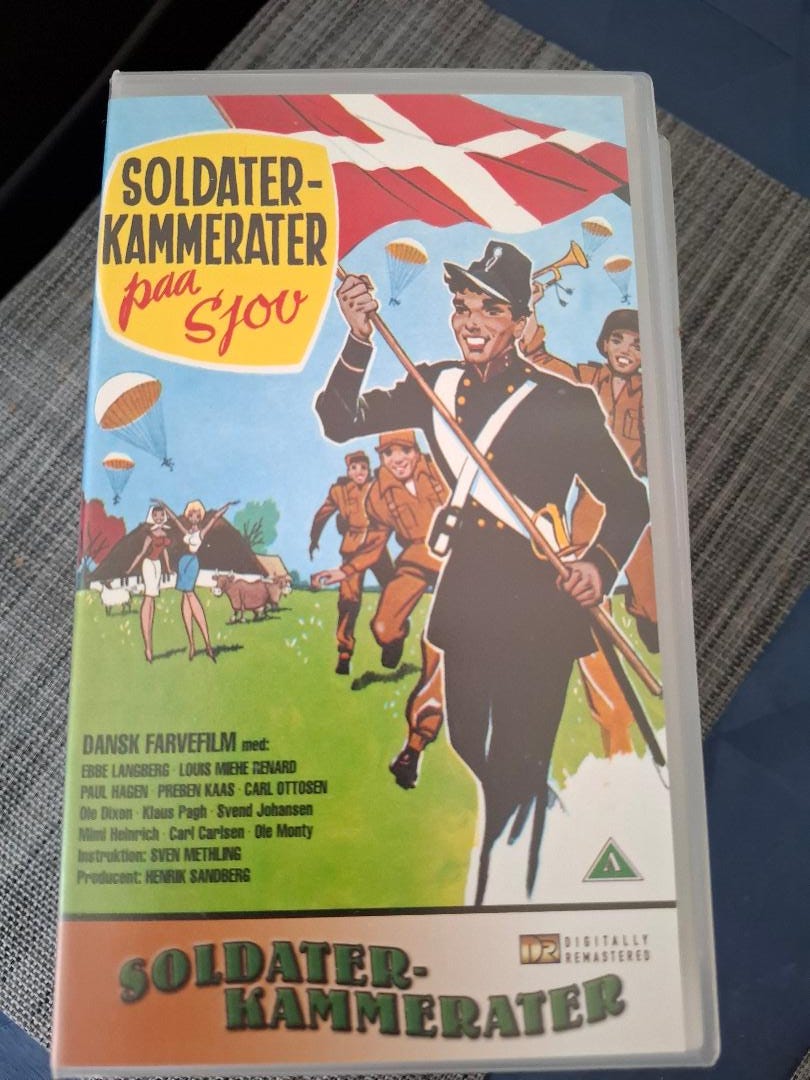 SOLDATER-
KAMMERATER
paa
sjov
DANSK FARVEFILM med:
EBBE LANGBERG · LOUIS MIEHE RENARD
PAUL HAGEN · PREBEN KAAS · CARL OTTOSEN
Ole Dixon · Klaus Pagh · Svend Johansen
Mimi Heinrich · Carl Carlsen · Ole Monty
Instruktion: SVEN METHLING
Producent: HENRIK SANDBERG
A
DR DIGITALLY
REMASTERED
SOLDATER-
KAMMERATER